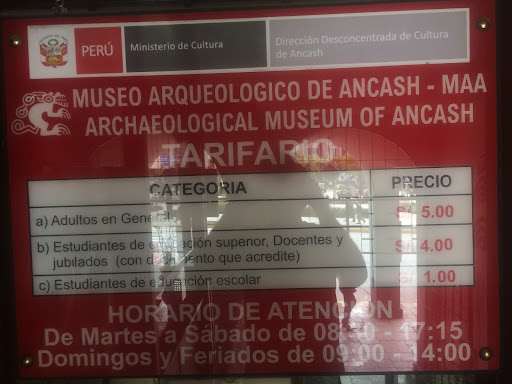 PERÚ
Ministerio de Cultura
Dirección Desconcentrada de Cultura
de Ancash
MUSEO ARQUEOLOGICO DE ANCASH - MAA
ARCHAEOLOGICAL MUSEUM OF ANCASH
TARIFARIO
CATEGORIA PRECIO
a) Adultos en General S/. 5.00
b) Estudiantes de educación superior, Docentes y
jubilados (con documento que acredite) S/. 4.00
c) Estudiantes de educación escolar S/. 1.00
HORARIO DE ATENCIÓN
De Martes a Sábado de 08:30 - 17:15
Domingos y Feriados de 09:00 - 14:00